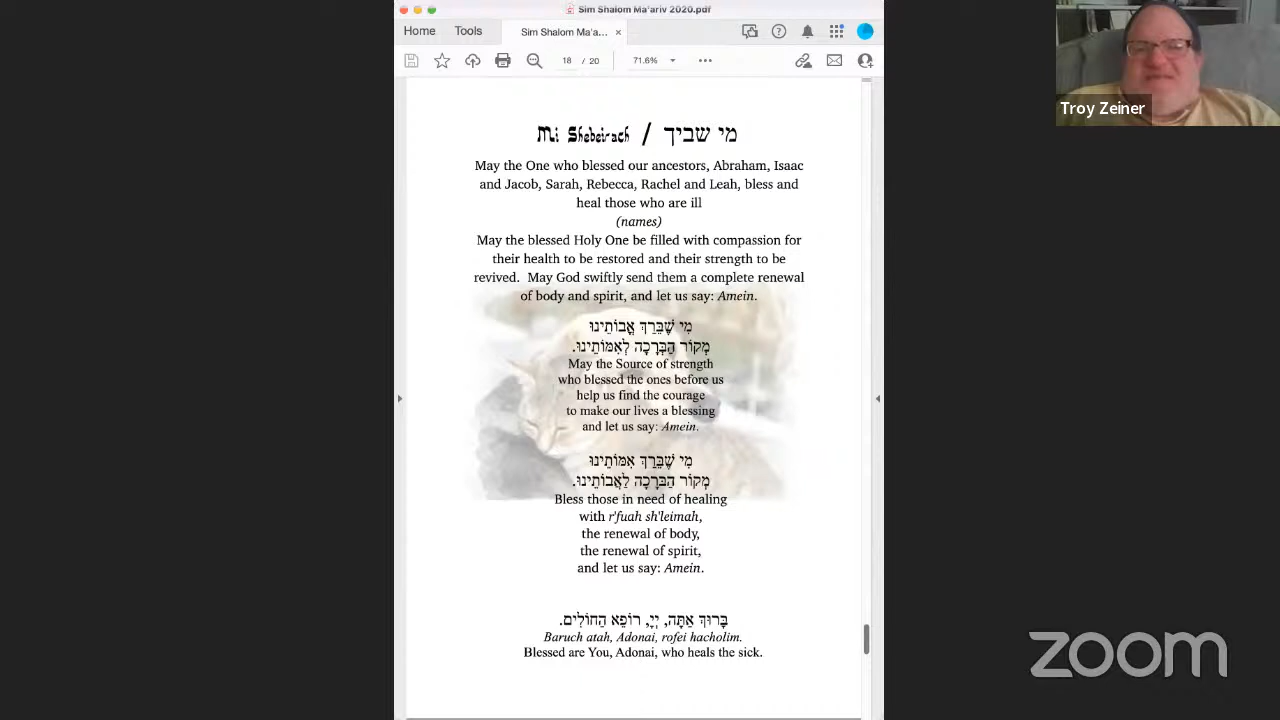 Sim Shalom Ma'ariv 2020.pdf
Home Tools Sim Shalom Ma'a... ×
18 / 20 71.6%
Mi Shebeirach / מי שביך
May the One who blessed our ancestors, Abraham, Isaac
and Jacob, Sarah, Rebecca, Rachel and Leah, bless and
heal those who are ill
(names)
May the blessed Holy One be filled with compassion for
their health to be restored and their strength to be
revived. May God swiftly send them a complete renewal
of body and spirit, and let us say: Amein.
מִי שֶׁבֵּרַךְ אֲבוֹתֵינוּ
מְקוֹר הַבְּרָכָה לְאִמּוֹתֵינוּ.
May the Source of strength
who blessed the ones before us
help us find the courage
to make our lives a blessing
and let us say: Amein.
מִי שֶׁבֵּרַךְ אִמּוֹתֵינוּ
מְקוֹר הַבְּרָכָה לַאֲבוֹתֵינוּ.
Bless those in need of healing
with r'fuah sh'leimah,
the renewal of body,
the renewal of spirit,
and let us say: Amein.
בָּרוּךְ אַתָּה, יְיָ, רוֹפֵא הַחוֹלִים.
Baruch atah, Adonai, rofei hacholim.
Blessed are You, Adonai, who heals the sick.
Troy Zeiner
zoom